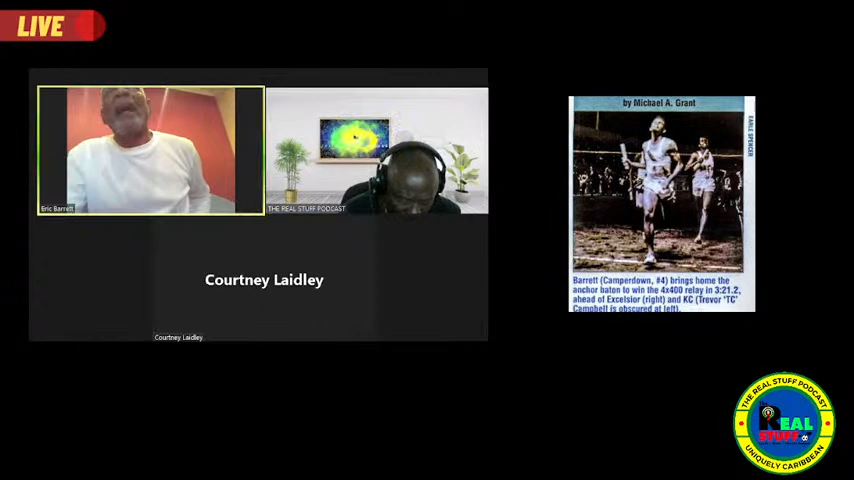 LIVE
Eric Barrett
THE REAL STUFF PODCAST
Courtney Laidley
Courtney Laidley
by Michael A. Grant
EARLE SPENCER
Barrett (Camperdown, #4) brings home the
anchor baton to win the 4x400 relay in 3:21.2,
ahead of Excelsior (right) and KC (Trevor 'TC'
Campbell is obscured at left).
THE REAL STUFF PODCAST
The
REAL
STUFF
UNIQUELY CARIBBEAN